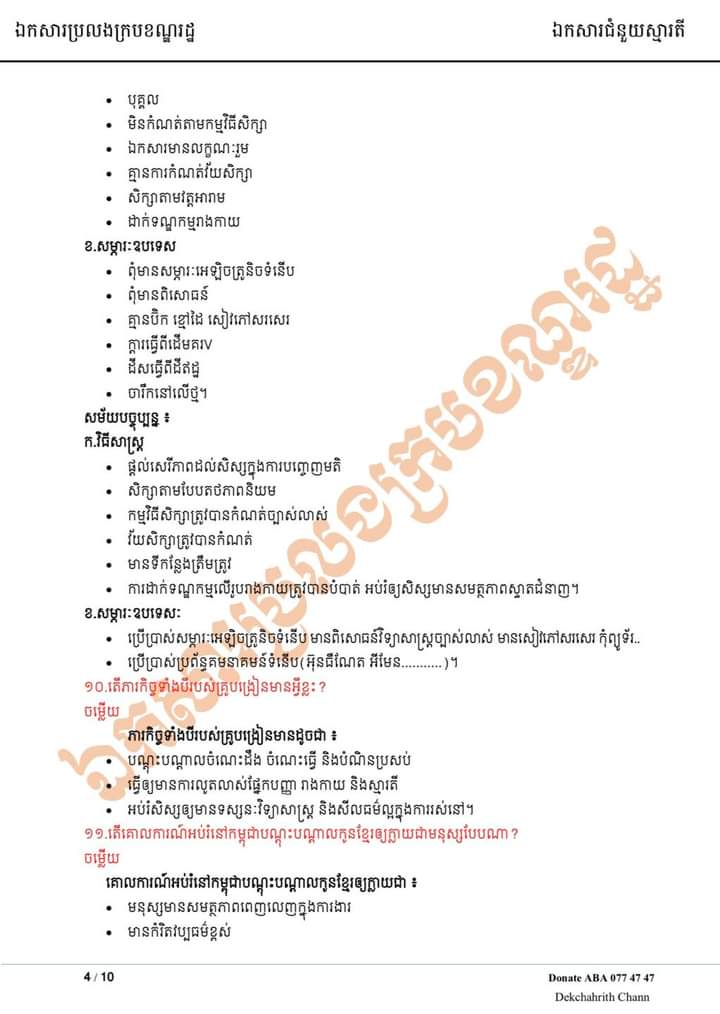 ឯកសារប្រលងក្របខណ្ឌរដ្ឋ
ឯកសារជំនួយស្មារតី
• បុគ្គល
• មិនកំណត់តាមកម្មវិធីសិក្សា
• ឯកសារមានលក្ខណៈរួម
• គ្មានការកំណត់វ័យសិក្សា
• សិក្សាតាមវត្តអារាម
• ដាក់ទណ្ឌកម្មរាងកាយ
ខ.សម្ភារៈឧបទេស
• ពុំមានសម្ភារៈអេឡិចត្រូនិចទំនើប
• ពុំមានពិសោធន៍
• គ្មានប៊ិក ខ្មៅដៃ សៀវភៅសរសេរ
• ក្តារធ្វើពីដើមគរV
• ដីសធ្វើពីដីឥដ្ឋ
• ចារឹកនៅលើថ្ម។
សម័យបច្ចុប្បន្ន ៖
ក.វិធីសាស្ត្រ
• ផ្តល់សេរីភាពដល់សិស្សក្នុងការបញ្ចេញមតិ
• សិក្សាតាមបែបតថភាពនិយម
• កម្មវិធីសិក្សាត្រូវបានកំណត់ច្បាស់លាស់
• វ័យសិក្សាត្រូវបានកំណត់
• មានទីកន្លែងត្រឹមត្រូវ
• ការដាក់ទណ្ឌកម្មលើរូបរាងកាយត្រូវបានបំបាត់ អប់រំឲ្យសិស្សមានសមត្ថភាពស្ទាតជំនាញ។
ខ.សម្ភារៈឧបទេសៈ
• ប្រើប្រាស់សម្ភារៈអេឡិចត្រូនិចទំនើប មានពិសោធន៍វិទ្យាសាស្ត្រច្បាស់លាស់ មានសៀវភៅសរសេរ កុំព្យូទ័រ..
• ប្រើប្រាស់ប្រព័ន្ធគមនាគមន៍ទំនើប(អ៊ុនធឺណែត អីមែន...........)។
១០.តើភារកិច្ចទាំងបីរបស់គ្រូបង្រៀនមានអ្វីខ្លះ?
ចម្លើយ
ភារកិច្ចទាំងបីរបស់គ្រូបង្រៀនមានដូចជា ៖
• បណ្តុះបណ្តាលចំណេះដឹង ចំណេះធ្វើ និងបំណិនប្រសប់
• ធ្វើឲ្យមានការលូតលាស់ផ្នែកបញ្ញា រាងកាយ និងស្មារតី
• អប់រំសិស្សឲ្យមានទស្សនៈវិទ្យាសាស្ត្រ និងសីលធម៌ល្អក្នុងការរស់នៅ។
១១.តើគោលការណ៍អប់រំនៅកម្ពុជាបណ្តុះបណ្តាលកូនខ្មែរឲ្យក្លាយជាមនុស្សបែបណា?
ចម្លើយ
គោលការណ៍អប់រំនៅកម្ពុជាបណ្តុះបណ្តាលកូនខ្មែរឲ្យក្លាយជា ៖
• មនុស្សមានសមត្ថភាពពេញលេញក្នុងការងារ
• មានកំរិតវប្បធម៌ខ្ពស់
ឯកសារប្រលងក្របខណ្ឌរដ្ឋ
4 / 10
Donate ABA 077 47 47
Dekchahrith Chann